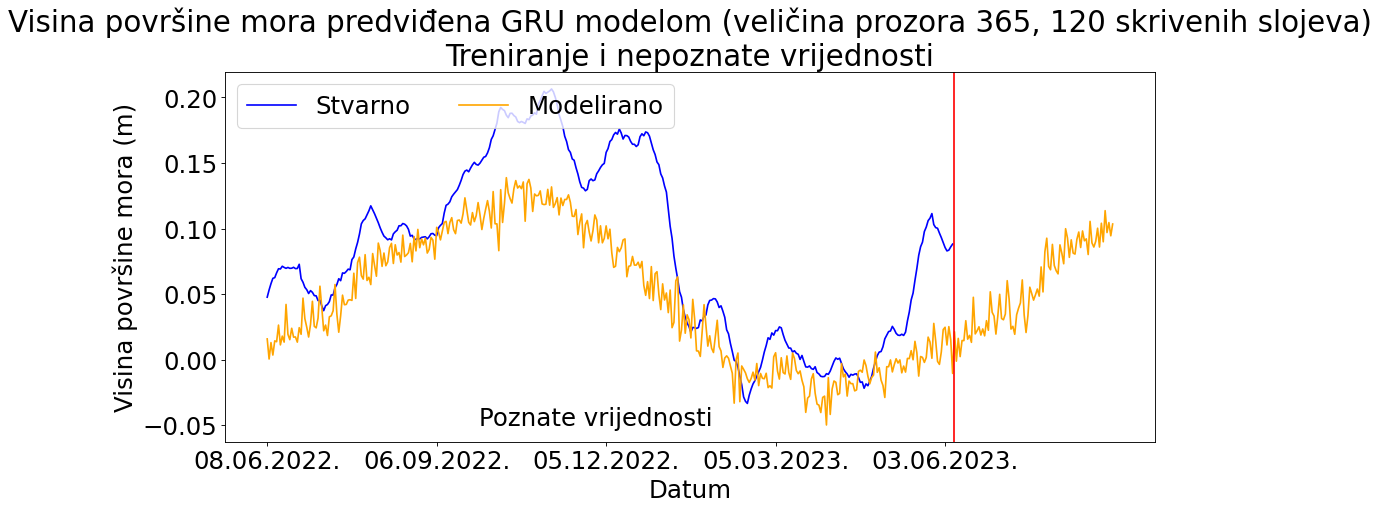 Visina površine mora predviđena GRU modelom (veličina prozora 365, 120 skrivenih slojeva)
Treniranje i nepoznate vrijednosti
Stvarno
Modelirano
Visina površine mora (m)
0.20
0.15
0.10
0.05
0.00
−0.05
Poznate vrijednosti
08.06.2022.
06.09.2022.
05.12.2022.
05.03.2023.
03.06.2023.
Datum